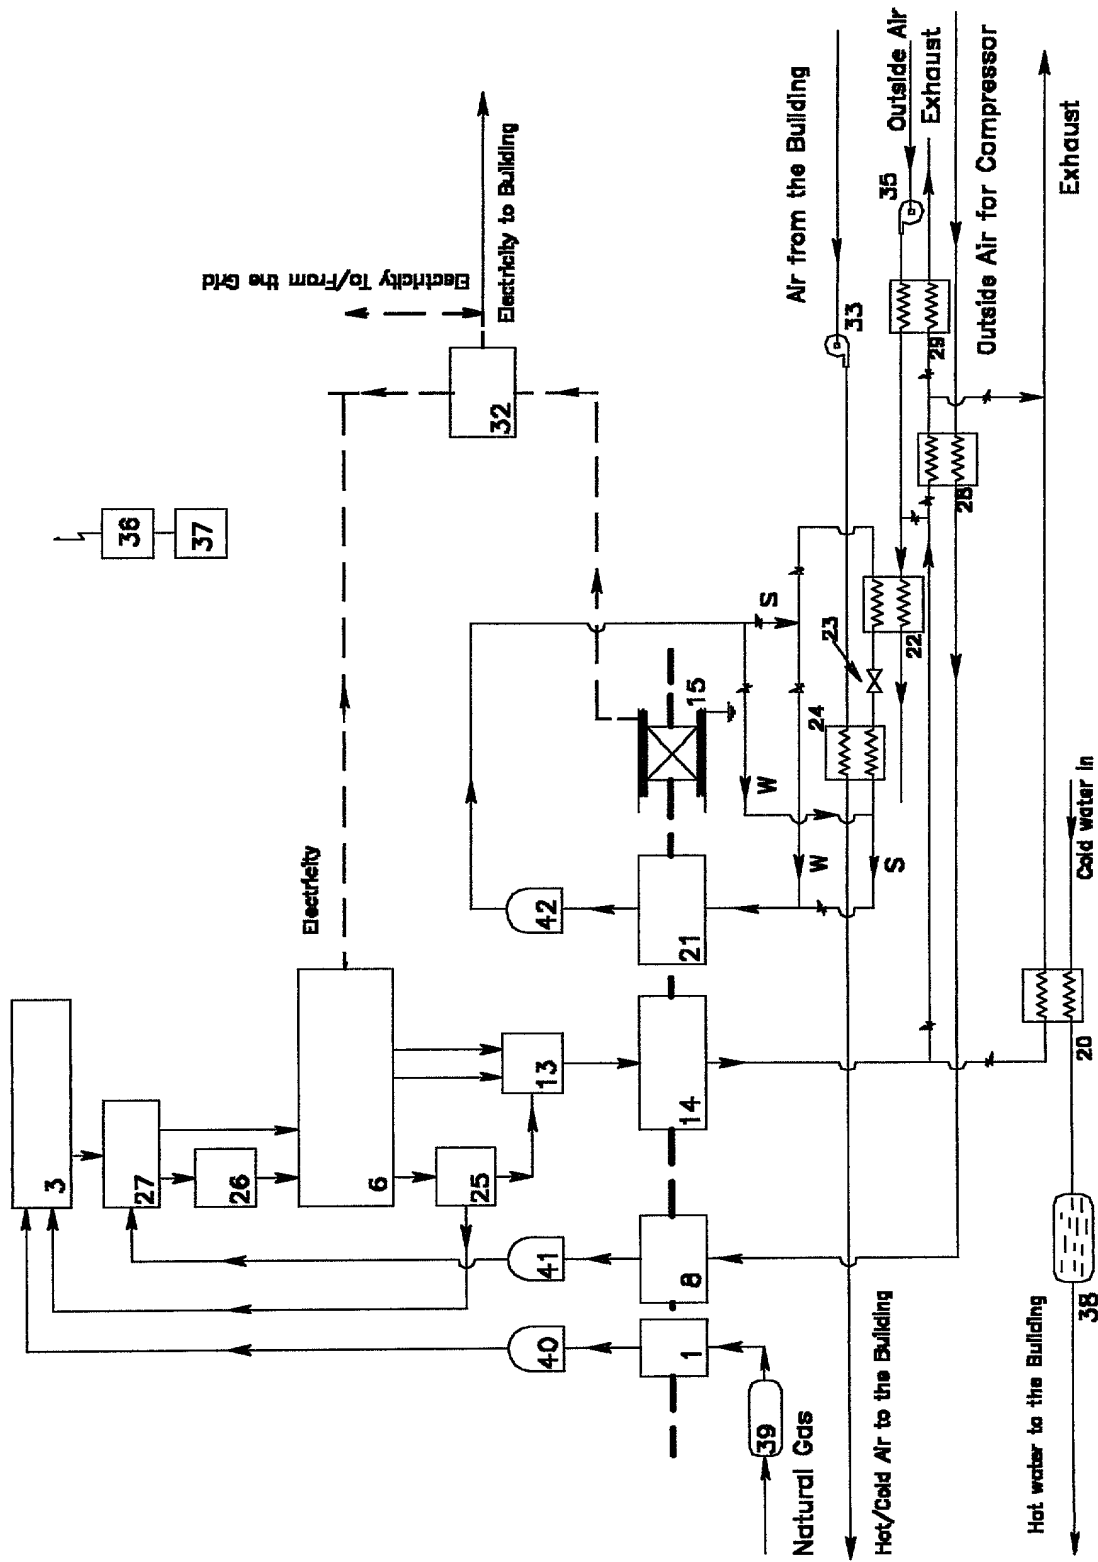 3
27
26
6
25
13
Electricity
36
37
Electricity To/From the Grid
Electricity to Building
32
40
41
42
1
8
14
21
15
39
Natural Gas
W
S
W
S
23
24
22
33
35
28
29
Air from the Building
Outside Air
Exhaust
Outside Air for Compressor
Exhaust
Hot/Cold Air to the Building
Cold water in
20
38
Hot water to the Building